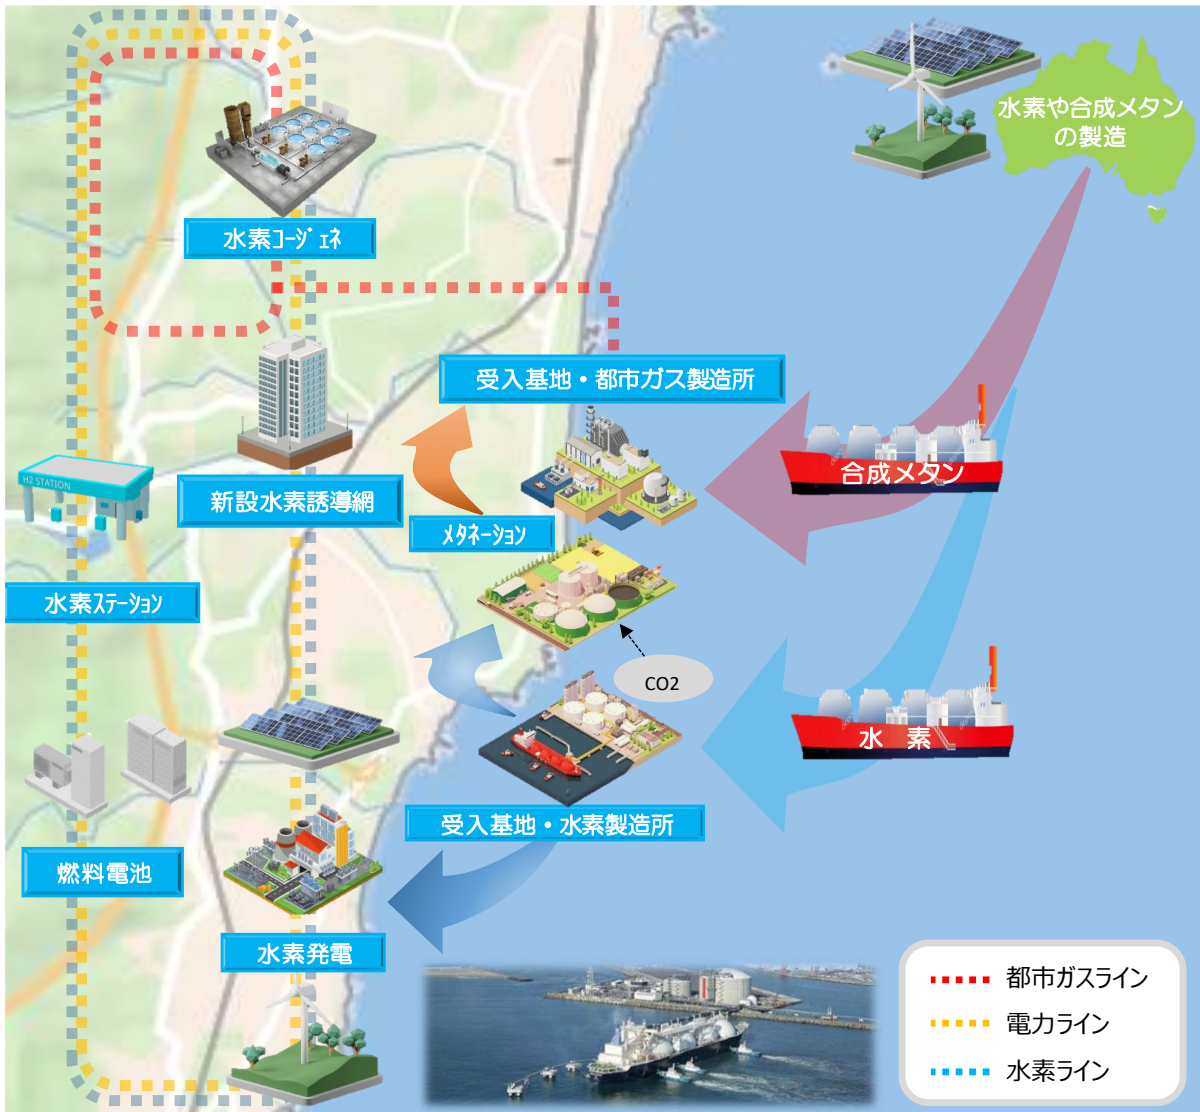 水素や合成メタン
の製造
水素ｺｰｼﾞｪﾈ
受入基地・都市ガス製造所
合成メタン
H2 STATION
新設水素誘導網
ﾒﾀﾈｰｼｮﾝ
水素ｽﾃｰｼｮﾝ
CO2
水　素
受入基地・水素製造所
燃料電池
水素発電
都市ガスライン
電力ライン
水素ライン